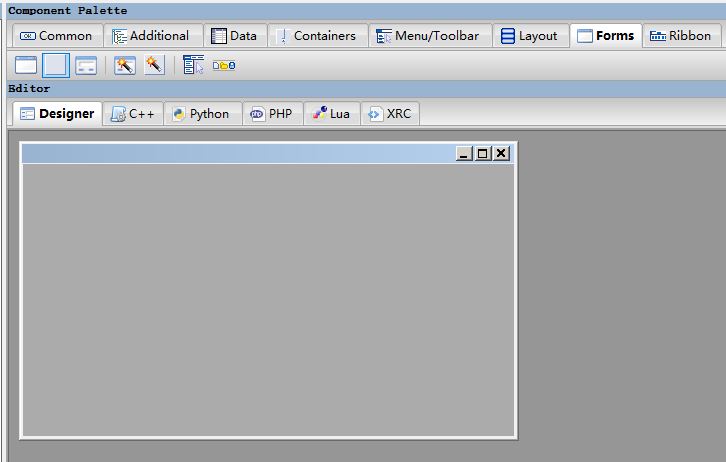 Component Palette
Common Additional Data Containers Menu/Toolbar Layout Forms Ribbon
Editor
Designer C++ Python PHP Lua XRC